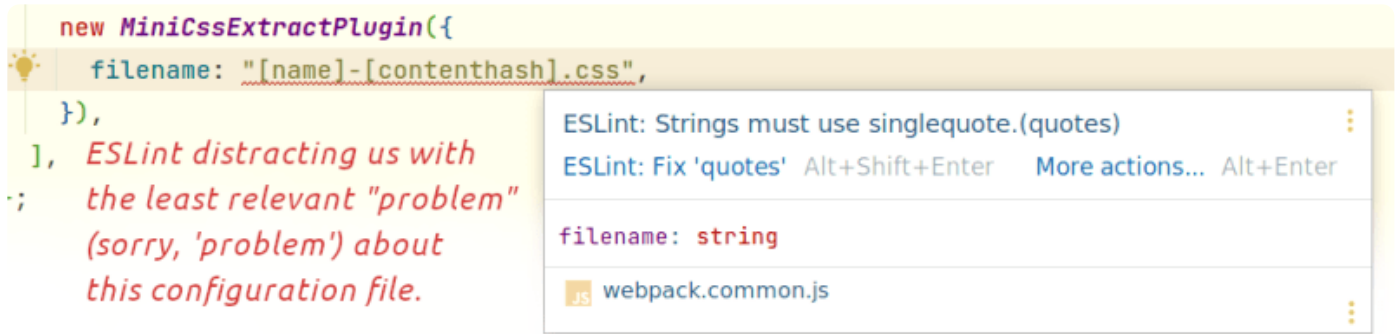 new MiniCssExtractPlugin({
filename: "[name]-[contenthash].css",
}),
],
};
ESLint distracting us with
the least relevant "problem"
(sorry, 'problem') about
this configuration file.
ESLint: Strings must use singlequote.(quotes)
ESLint: Fix 'quotes' Alt+Shift+Enter More actions... Alt+Enter
filename: string
JS webpack.common.js